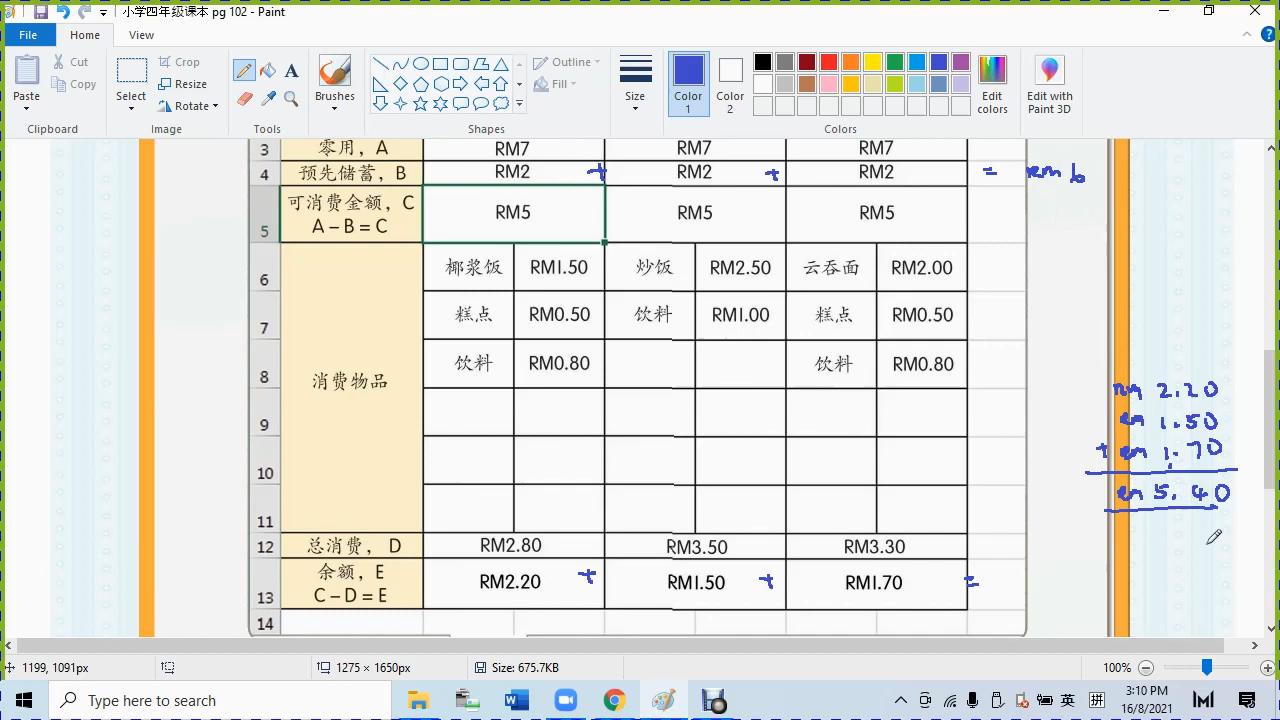 小学四年级课本 pg 102 - Paint
File Home View
Paste Cut Copy Select Crop Resize Rotate Brushes Outline Fill Size Color 1 Color 2 Edit colors Edit with Paint 3D
Clipboard Image Tools Shapes Colors
3 零用，A RM7 RM7 RM7
4 预先储蓄，B RM2 + RM2 + RM2 = RM 6
5 可消费金额，C RM5 RM5 RM5
A – B = C
6 椰浆饭 RM1.50 炒饭 RM2.50 云吞面 RM2.00
7 糕点 RM0.50 饮料 RM1.00 糕点 RM0.50
8 消费物品 饮料 RM0.80 饮料 RM0.80
9
10
11
12 总消费，D RM2.80 RM3.50 RM3.30
13 余额，E RM2.20 + RM1.50 + RM1.70 =
C – D = E
14
RM 2.20
RM 1.50
+ RM 1.70
RM 5.40
1199, 1091px 1275 × 1650px Size: 675.7KB 100%
Type here to search 英 拼 3:10 PM
16/8/2021